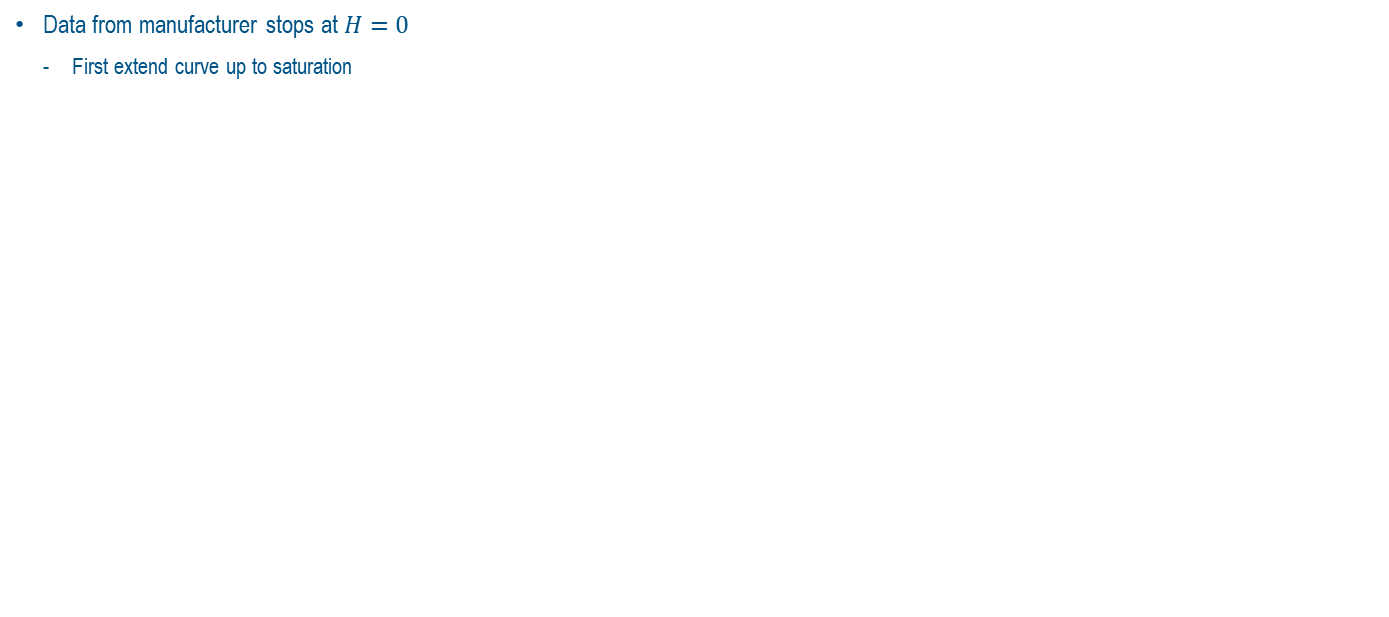 • Data from manufacturer stops at H = 0
- First extend curve up to saturation